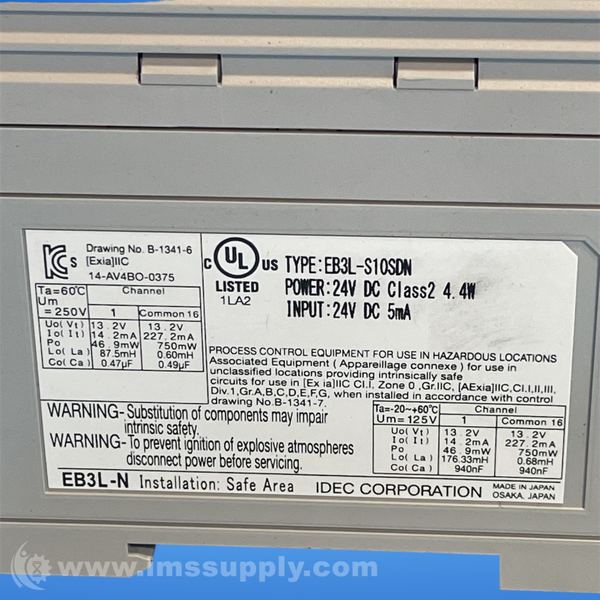 Drawing No. B-1341-6
[Exia]IIC
14-AV4BO-0375
KC s
Ta=60℃ Channel
Um =250V 1 Common 16
Uo(Vt) 13.2V 13.2V
Io(It) 14.2mA 227.2mA
Po 46.9mW 750mW
Lo(La) 87.5mH 0.60mH
Co(Ca) 0.47μF 0.49μF
C UL US
LISTED
1LA2
TYPE:EB3L-S10SDN
POWER:24V DC Class2 4.4W
INPUT:24V DC 5mA
PROCESS CONTROL EQUIPMENT FOR USE IN HAZARDOUS LOCATIONS
Associated Equipment ( Appareillage connexe ) for use in
unclassified locations providing intrinsically safe
circuits for use in [Ex ia]IIC Cl.I, Zone 0 ,Gr.IIC, [AExia]IIC,Cl.I,II,III,
Div.1,Gr.A,B,C,D,E,F,G, when installed in accordance with control
drawing no.B-1341-7.
WARNING- Substitution of components may impair
intrinsic safety.
WARNING- To prevent ignition of explosive atmospheres
disconnect power before servicing.
Ta=-20~+60℃ Channel
Um=125V 1 Common 16
Uo(Vt) 13.2V 13.2V
Io(It) 14.2mA 227.2mA
Po 46.9mW 750mW
Lo(La) 176.33mH 0.68mH
Co(Ca) 940nF 940nF
EB3L-N Installation: Safe Area IDEC CORPORATION
MADE IN JAPAN
OSAKA, JAPAN
www.imssupply.com